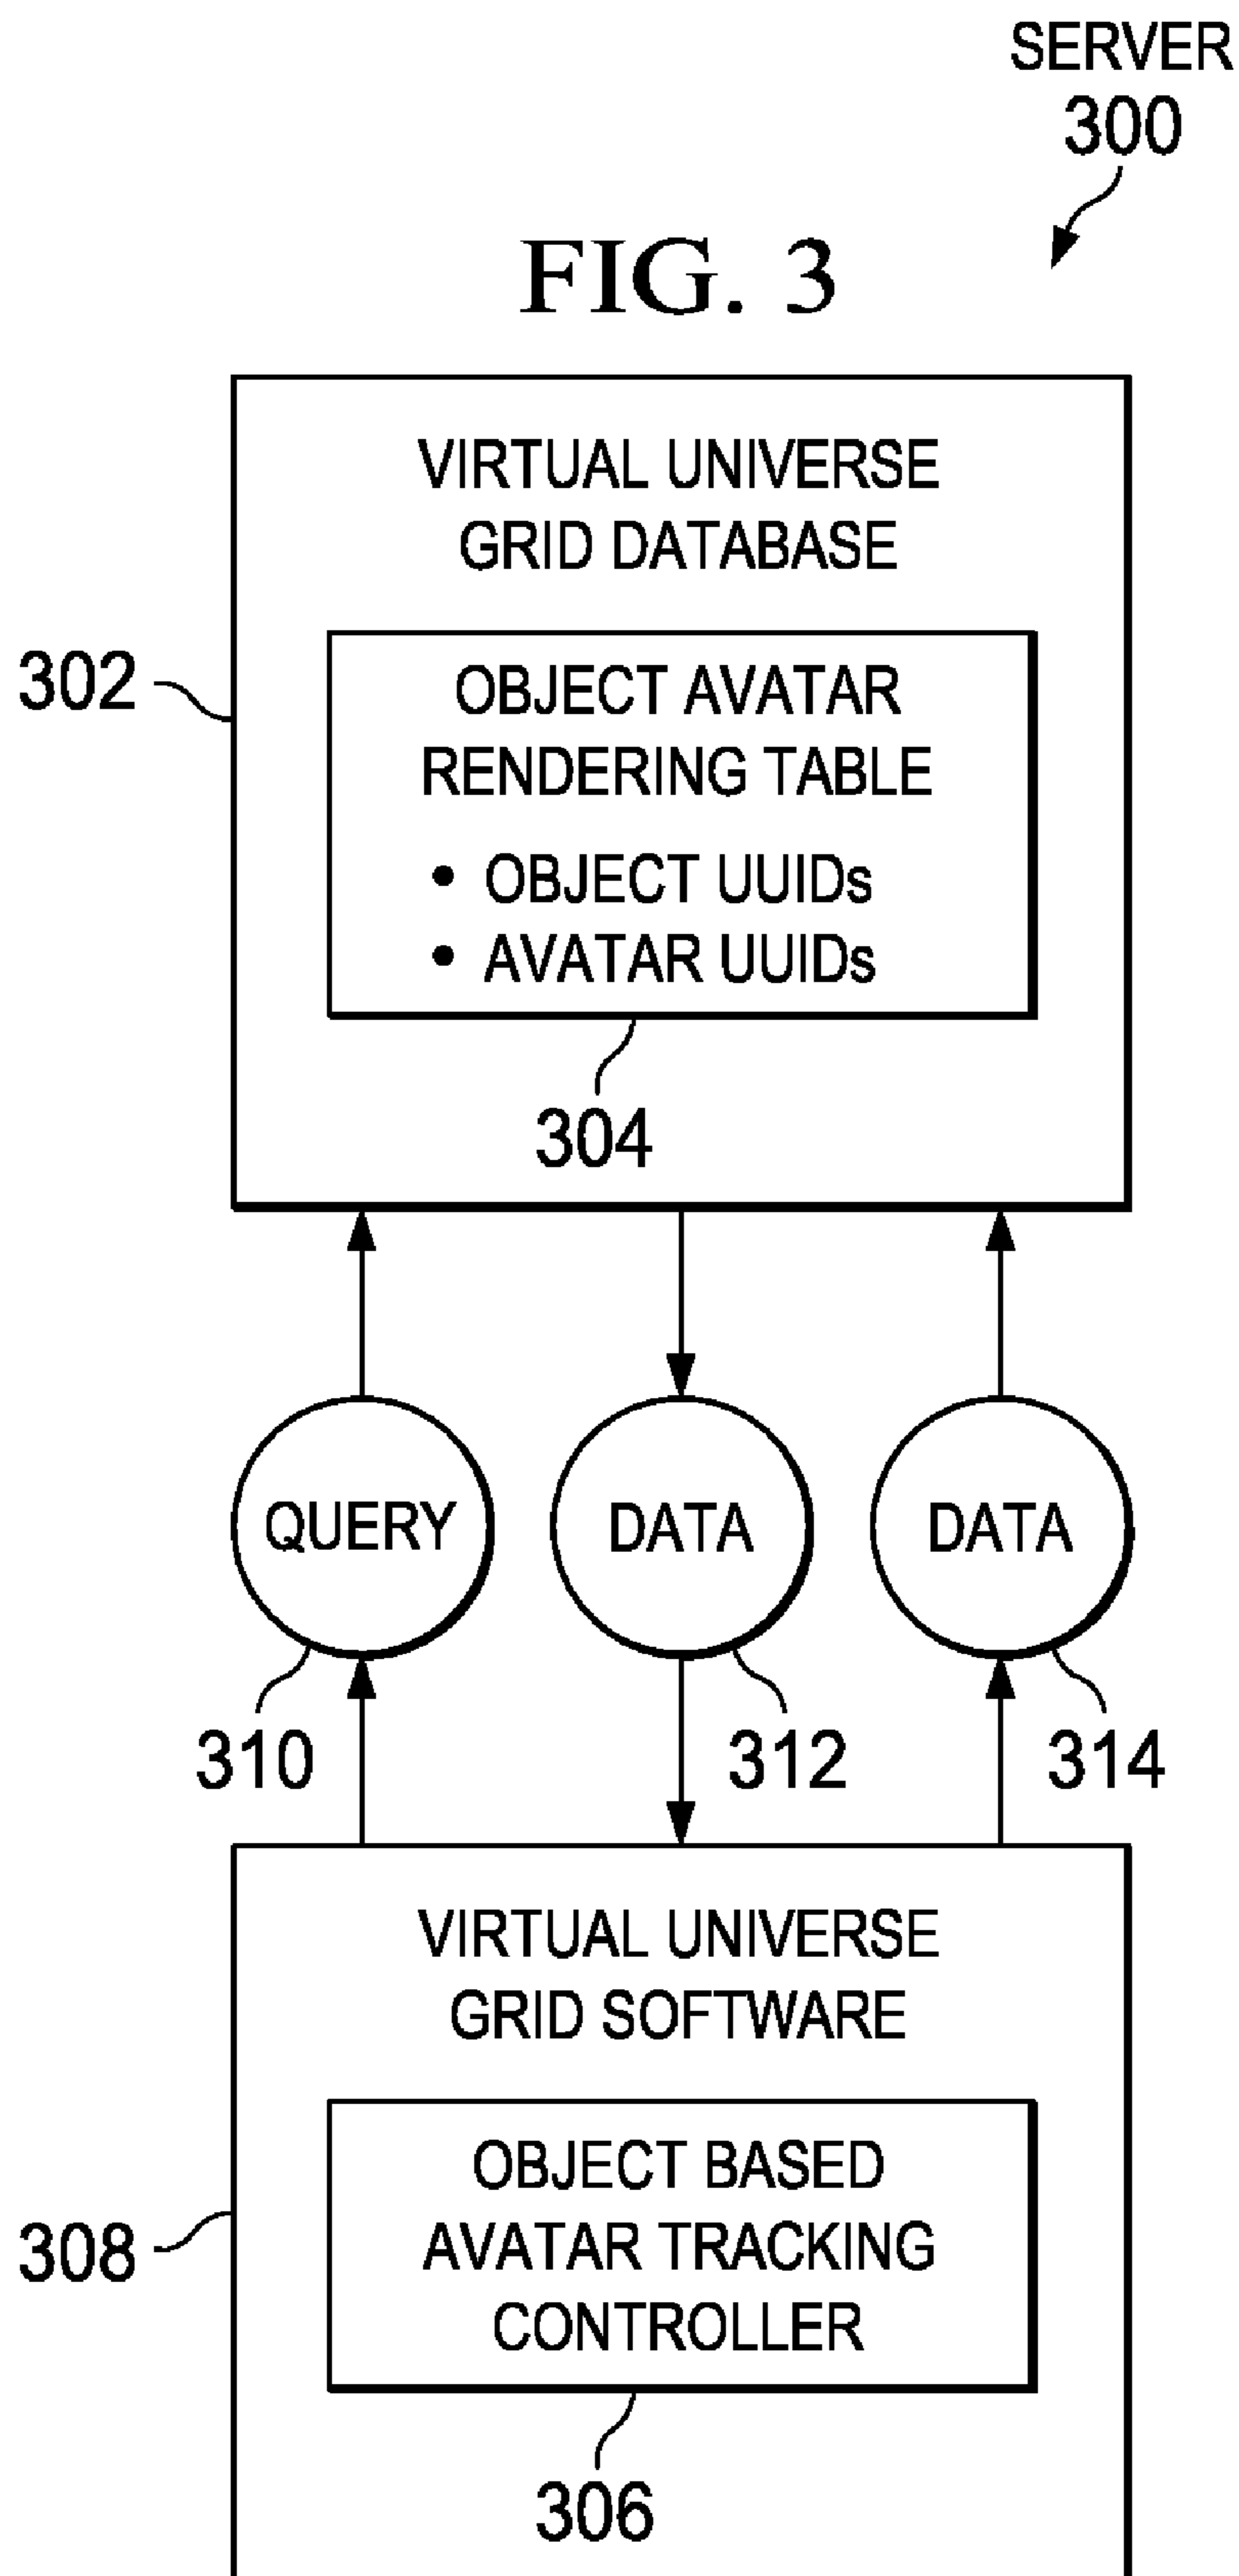 SERVER
300
FIG. 3
VIRTUAL UNIVERSE
GRID DATABASE
302
OBJECT AVATAR
RENDERING TABLE
• OBJECT UUIDs
• AVATAR UUIDs
304
QUERY
DATA
DATA
310
312
314
VIRTUAL UNIVERSE
GRID SOFTWARE
308
OBJECT BASED
AVATAR TRACKING
CONTROLLER
306